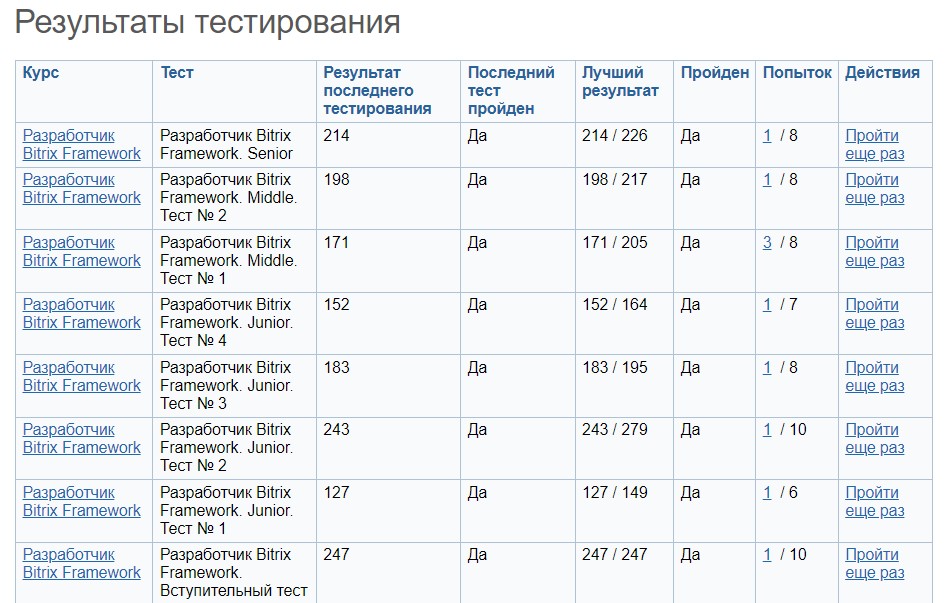 Результаты тестирования
Курс Тест Результат последнего тестирования Последний тест пройден Лучший результат Пройден Попыток Действия
Разработчик Bitrix Framework Разработчик Bitrix Framework. Senior 214 Да 214 / 226 Да 1 / 8 Пройти еще раз
Разработчик Bitrix Framework Разработчик Bitrix Framework. Middle. Тест № 2 198 Да 198 / 217 Да 1 / 8 Пройти еще раз
Разработчик Bitrix Framework Разработчик Bitrix Framework. Middle. Тест № 1 171 Да 171 / 205 Да 3 / 8 Пройти еще раз
Разработчик Bitrix Framework Разработчик Bitrix Framework. Junior. Тест № 4 152 Да 152 / 164 Да 1 / 7 Пройти еще раз
Разработчик Bitrix Framework Разработчик Bitrix Framework. Junior. Тест № 3 183 Да 183 / 195 Да 1 / 8 Пройти еще раз
Разработчик Bitrix Framework Разработчик Bitrix Framework. Junior. Тест № 2 243 Да 243 / 279 Да 1 / 10 Пройти еще раз
Разработчик Bitrix Framework Разработчик Bitrix Framework. Junior. Тест № 1 127 Да 127 / 149 Да 1 / 6 Пройти еще раз
Разработчик Bitrix Framework Разработчик Bitrix Framework. Вступительный тест 247 Да 247 / 247 Да 1 / 10 Пройти еще раз